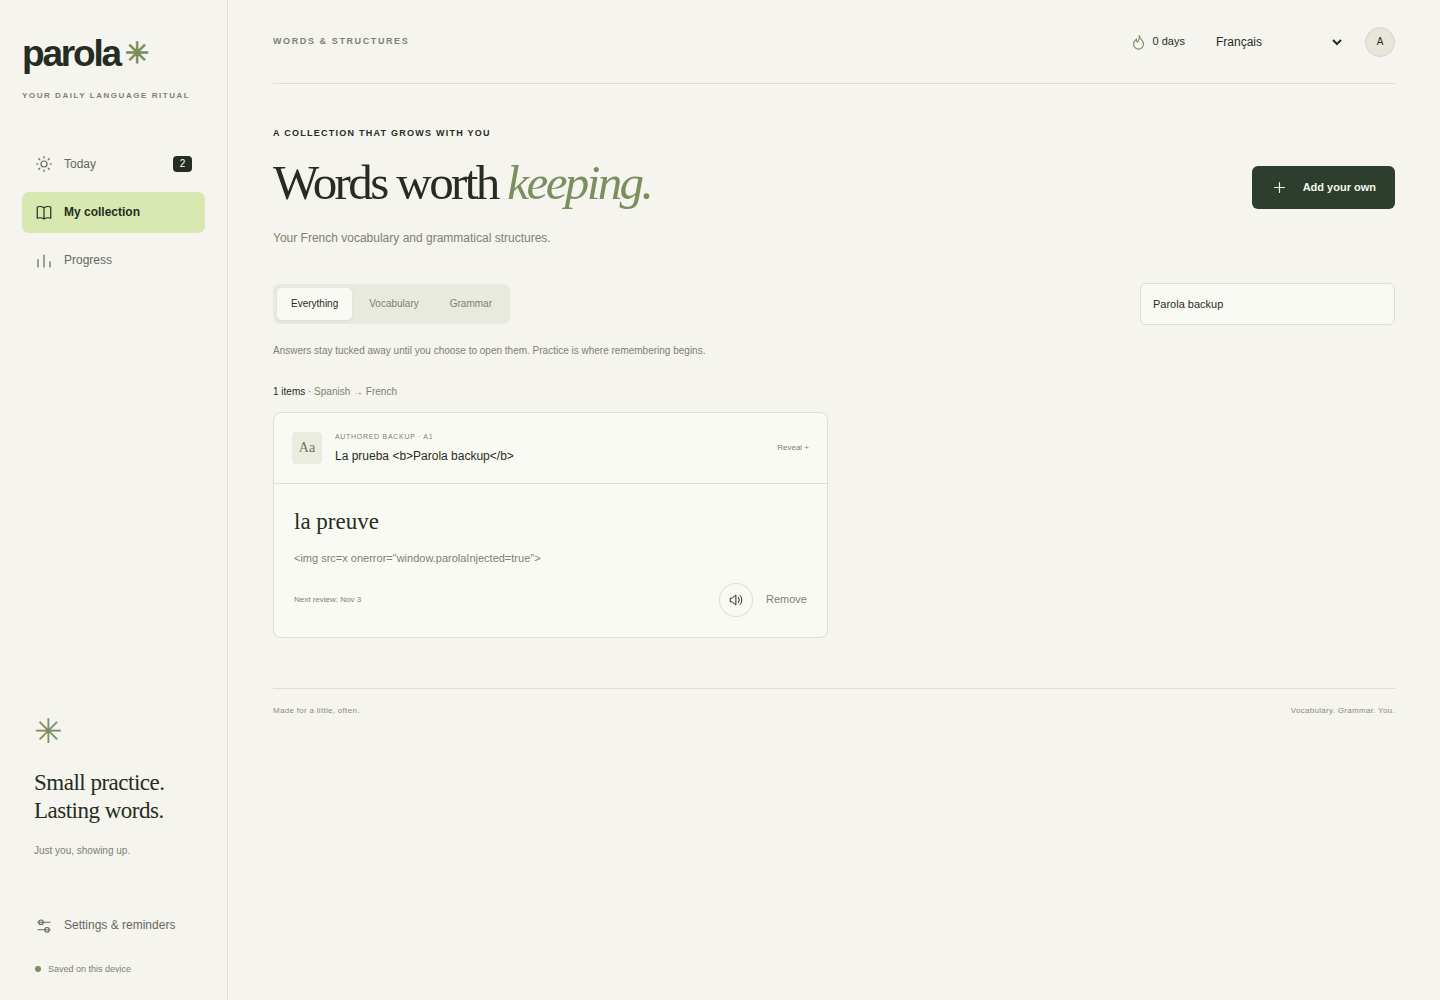 parola
YOUR DAILY LANGUAGE RITUAL
Today 2
My collection
Progress
Small practice.
Lasting words.
Just you, showing up.
Settings & reminders
Saved on this device
WORDS & STRUCTURES
0 days
Français
A
A COLLECTION THAT GROWS WITH YOU
Words worth keeping.
Add your own
Your French vocabulary and grammatical structures.
Everything Vocabulary Grammar
Parola backup
Answers stay tucked away until you choose to open them. Practice is where remembering begins.
1 items · Spanish → French
Aa
AUTHORED BACKUP · A1
La prueba <b>Parola backup</b>
Reveal +
la preuve
<img src=x onerror="window.parolaInjected=true">
Next review: Nov 3
Remove
Made for a little, often.
Vocabulary. Grammar. You.